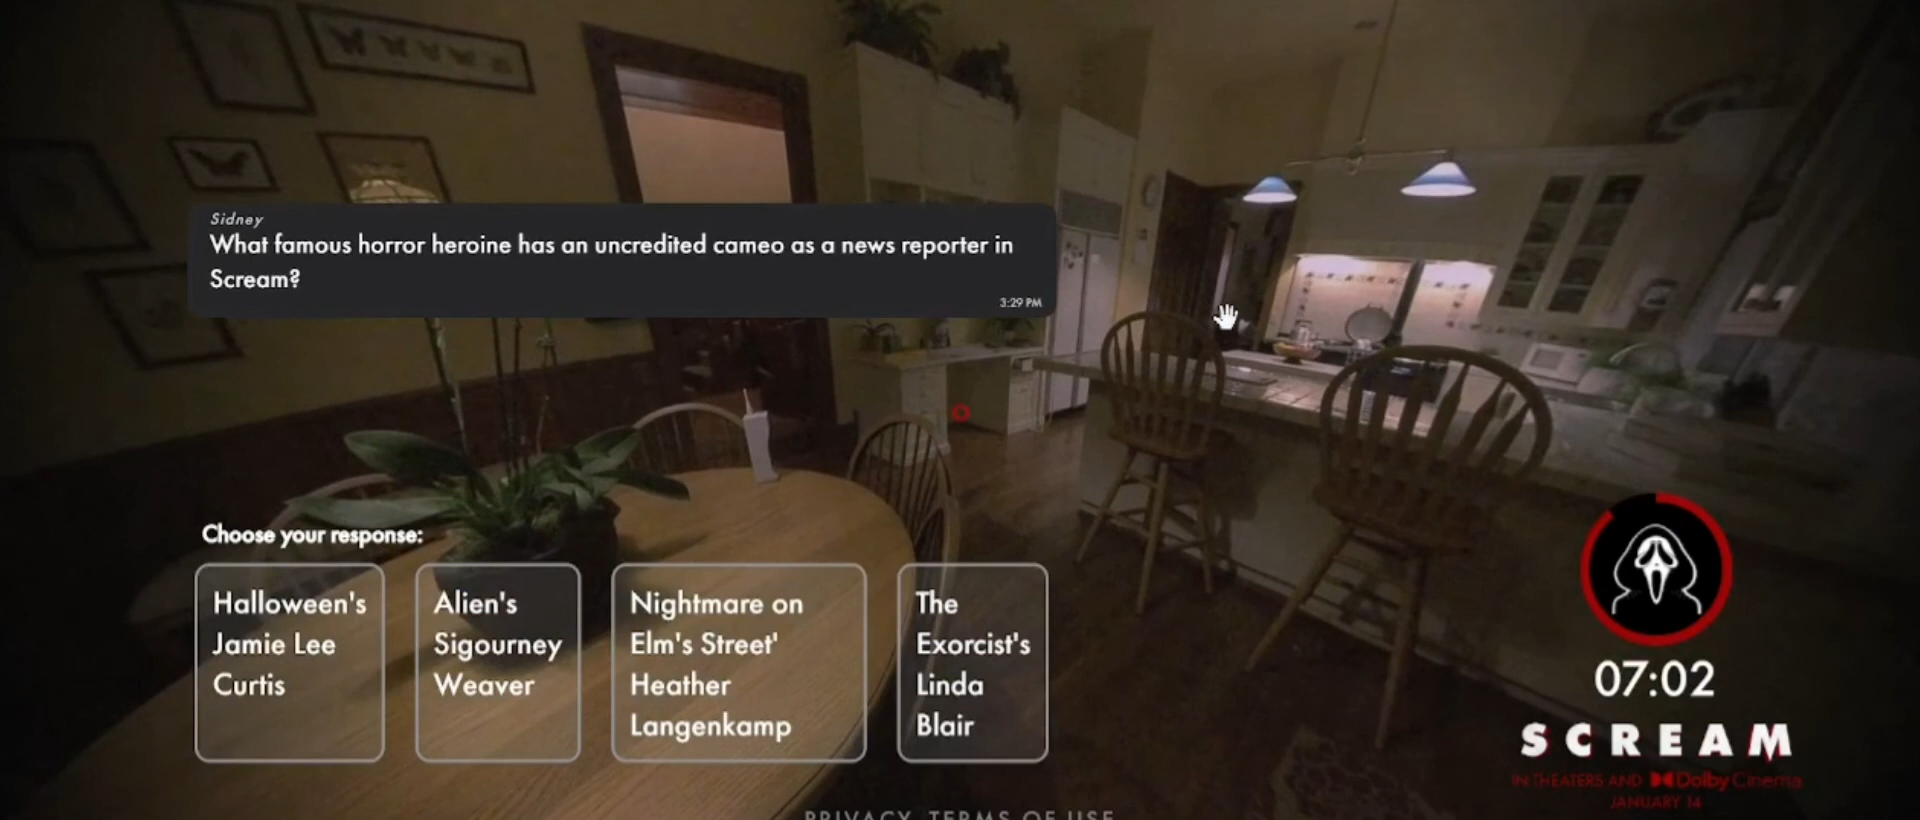 Sidney
What famous horror heroine has an uncredited cameo as a news reporter in
Scream?
3:29 PM
Choose your response:
Halloween's
Jamie Lee
Curtis
Alien's
Sigourney
Weaver
Nightmare on
Elm's Street'
Heather
Langenkamp
The
Exorcist's
Linda
Blair
07:02
SCREAM
IN THEATERS AND Dolby Cinema
JANUARY 14
PRIVACY TERMS OF USE